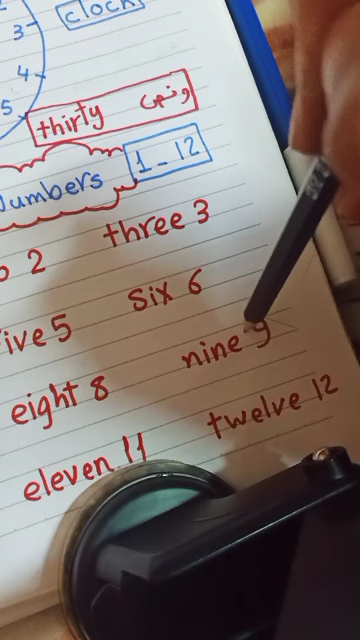 clock
3
4
5
thirty ونص
Numbers 1-12
2 three 3
ive 5 six 6
eight 8 nine 9
eleven 11 twelve 12